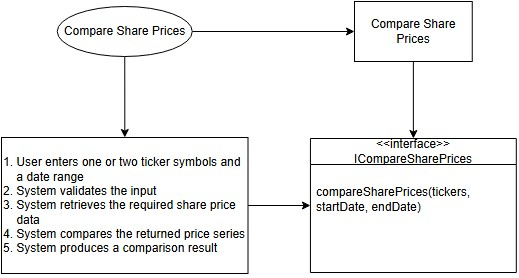 Compare Share Prices
Compare Share
Prices
1. User enters one or two ticker symbols and
a date range
2. System validates the input
3. System retrieves the required share price
data
4. System compares the returned price series
5. System produces a comparison result
<<interface>>
ICompareSharePrices
compareSharePrices(tickers,
startDate, endDate)